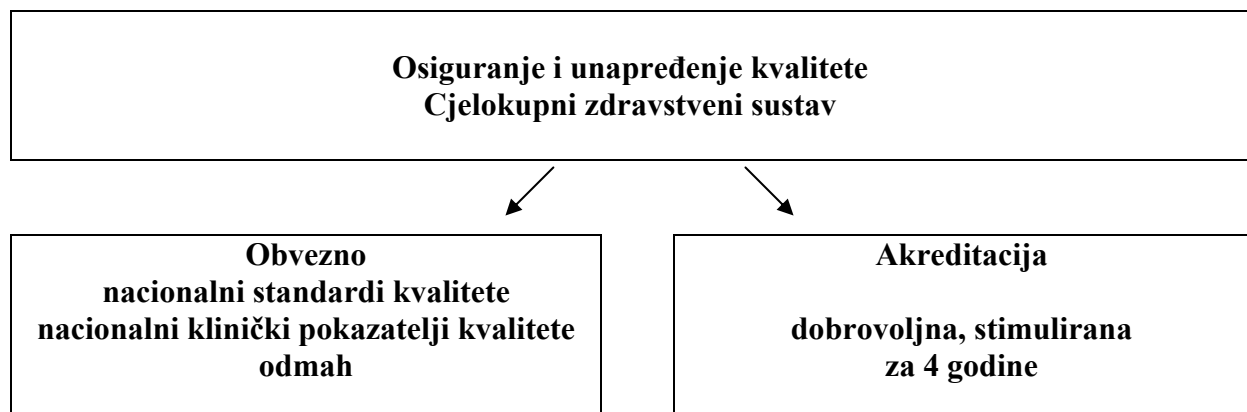 Osiguranje i unapređenje kvalitete
Cjelokupni zdravstveni sustav
Obvezno
nacionalni standardi kvalitete
nacionalni klinički pokazatelji kvalitete
odmah
Akreditacija
dobrovoljna, stimulirana
za 4 godine